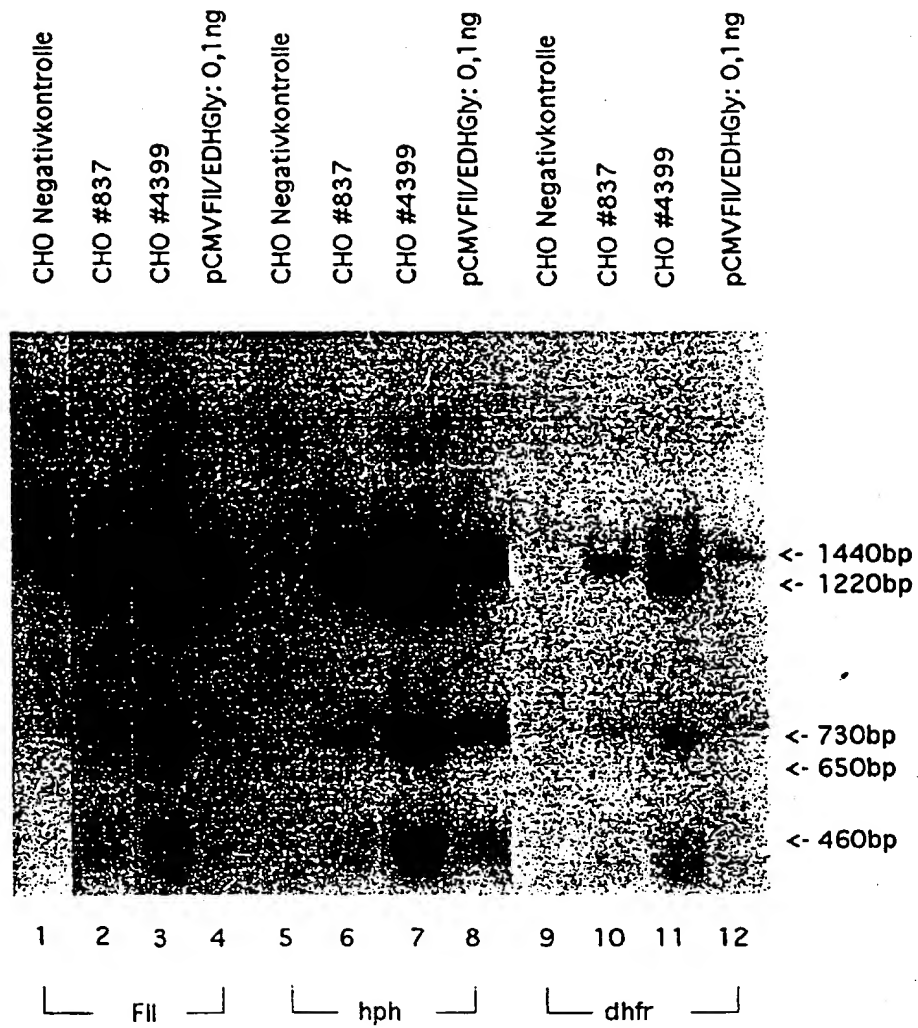 CHO Negativkontrolle
CHO #837
CHO #4399
pCMVFII/EDHGly: 0,1ng
CHO Negativkontrolle
CHO #837
CHO #4399
pCMVFII/EDHGly: 0,1ng
CHO Negativkontrolle
CHO #837
CHO #4399
pCMVFII/EDHGly: 0,1ng
<- 1440bp
<- 1220bp
<- 730bp
<- 650bp
<- 460bp
1 2 3 4 5 6 7 8 9 10 11 12
FII hph dhfr